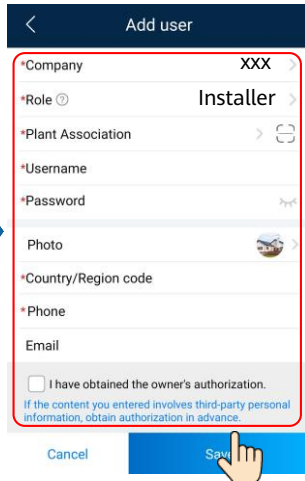 Add user
*Company xxx
*Role Installer
*Plant Association
*Username
*Password
Photo
*Country/Region code
*Phone
Email
I have obtained the owner's authorization.
If the content you entered involves third-party personal
information, obtain authorization in advance.
Cancel Save